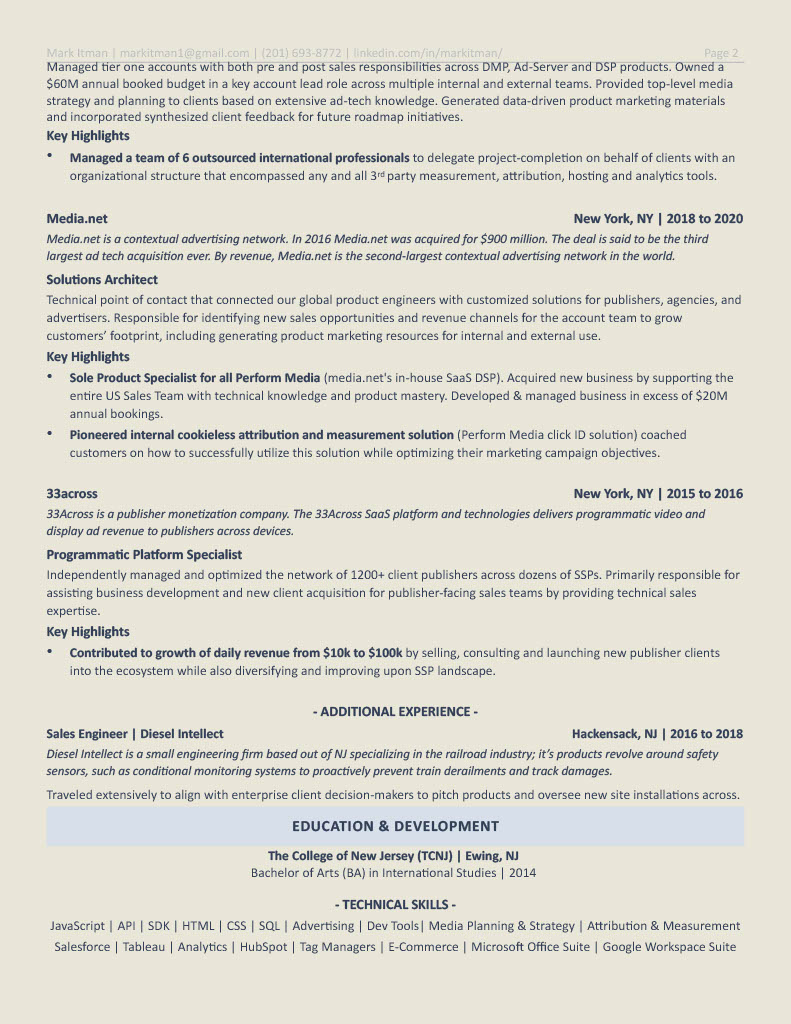 Mark Itman | markitman1@gmail.com | (201) 693-8772 | linkedin.com/in/markitman/ Page 2
Managed tier one accounts with both pre and post sales responsibilities across DMP, Ad-Server and DSP products. Owned a
$60M annual booked budget in a key account lead role across multiple internal and external teams. Provided top-level media
strategy and planning to clients based on extensive ad-tech knowledge. Generated data-driven product marketing materials
and incorporated synthesized client feedback for future roadmap initiatives.
Key Highlights
• Managed a team of 6 outsourced international professionals to delegate project-completion on behalf of clients with an
organizational structure that encompassed any and all 3rd party measurement, attribution, hosting and analytics tools.
Media.net New York, NY | 2018 to 2020
Media.net is a contextual advertising network. In 2016 Media.net was acquired for $900 million. The deal is said to be the third
largest ad tech acquisition ever. By revenue, Media.net is the second-largest contextual advertising network in the world.
Solutions Architect
Technical point of contact that connected our global product engineers with customized solutions for publishers, agencies, and
advertisers. Responsible for identifying new sales opportunities and revenue channels for the account team to grow
customers’ footprint, including generating product marketing resources for internal and external use.
Key Highlights
• Sole Product Specialist for all Perform Media (media.net's in-house SaaS DSP). Acquired new business by supporting the
entire US Sales Team with technical knowledge and product mastery. Developed & managed business in excess of $20M
annual bookings.
• Pioneered internal cookieless attribution and measurement solution (Perform Media click ID solution) coached
customers on how to successfully utilize this solution while optimizing their marketing campaign objectives.
33across New York, NY | 2015 to 2016
33Across is a publisher monetization company. The 33Across SaaS platform and technologies delivers programmatic video and
display ad revenue to publishers across devices.
Programmatic Platform Specialist
Independently managed and optimized the network of 1200+ client publishers across dozens of SSPs. Primarily responsible for
assisting business development and new client acquisition for publisher-facing sales teams by providing technical sales
expertise.
Key Highlights
• Contributed to growth of daily revenue from $10k to $100k by selling, consulting and launching new publisher clients
into the ecosystem while also diversifying and improving upon SSP landscape.
- ADDITIONAL EXPERIENCE -
Sales Engineer | Diesel Intellect Hackensack, NJ | 2016 to 2018
Diesel Intellect is a small engineering firm based out of NJ specializing in the railroad industry; it’s products revolve around safety
sensors, such as conditional monitoring systems to proactively prevent train derailments and track damages.
Traveled extensively to align with enterprise client decision-makers to pitch products and oversee new site installations across.
EDUCATION & DEVELOPMENT
The College of New Jersey (TCNJ) | Ewing, NJ
Bachelor of Arts (BA) in International Studies | 2014
- TECHNICAL SKILLS -
JavaScript | API | SDK | HTML | CSS | SQL | Advertising | Dev Tools| Media Planning & Strategy | Attribution & Measurement
Salesforce | Tableau | Analytics | HubSpot | Tag Managers | E-Commerce | Microsoft Office Suite | Google Workspace Suite